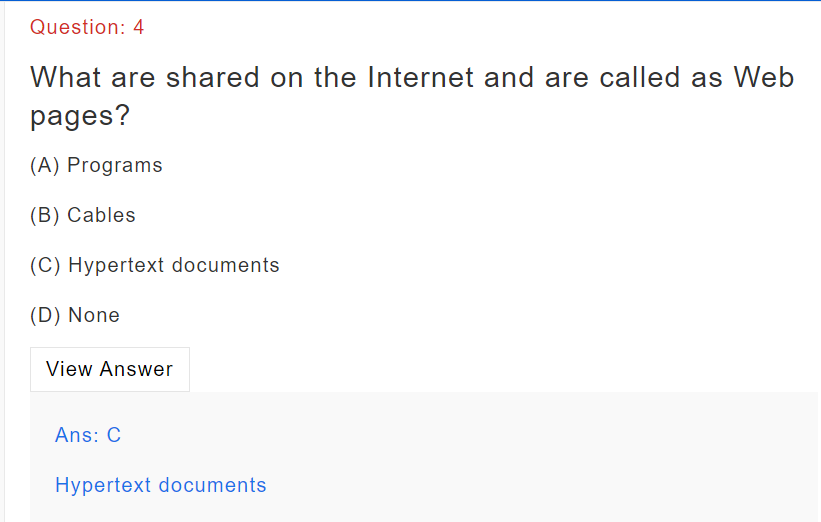 Question: 4
What are shared on the Internet and are called as Web
pages?
(A) Programs
(B) Cables
(C) Hypertext documents
(D) None
View Answer
Ans: C
Hypertext documents